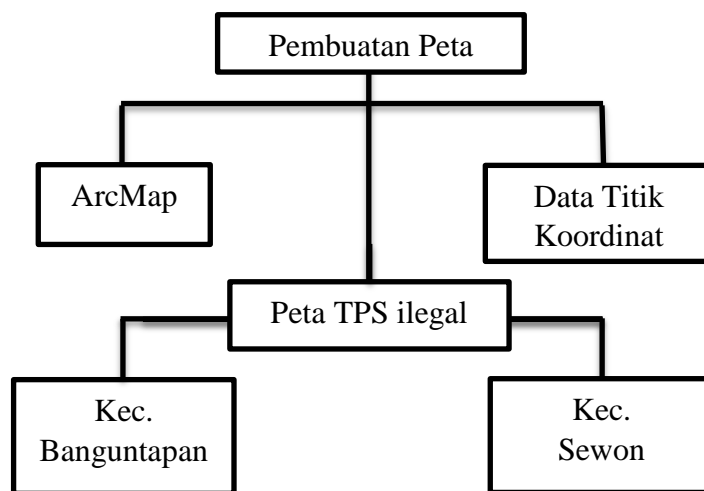 Pembuatan Peta
ArcMap
Data Titik
Koordinat
Peta TPS ilegal
Kec.
Banguntapan
Kec.
Sewon